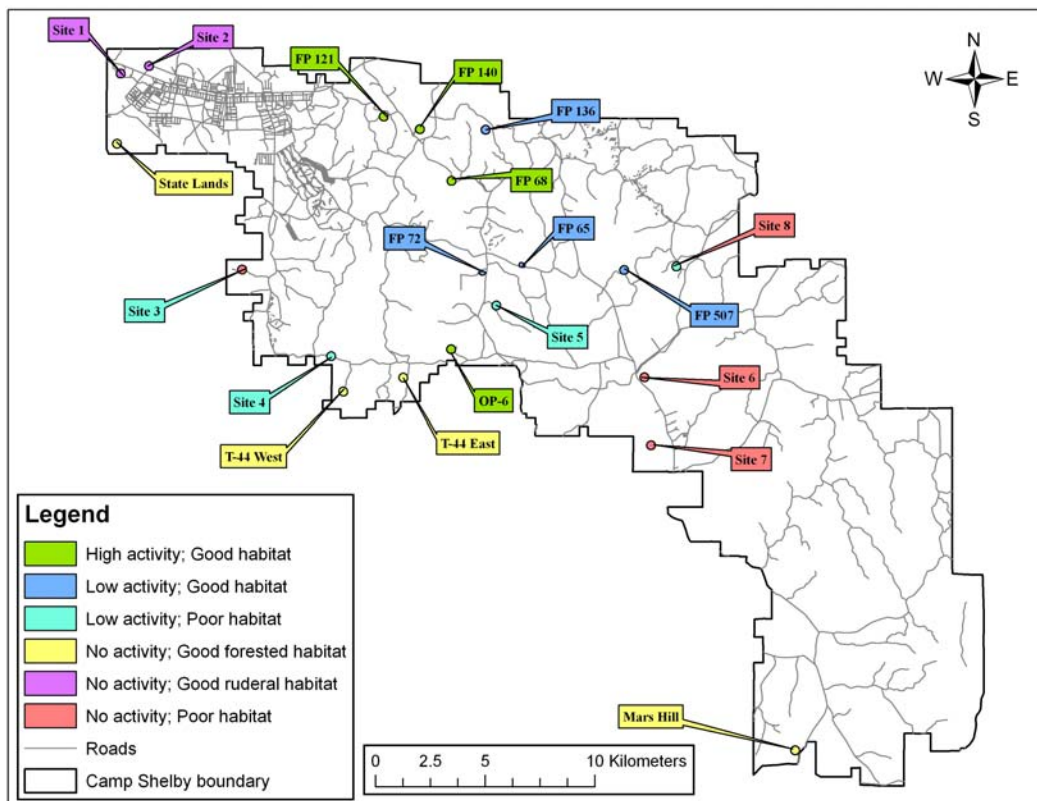 Site 1
Site 2
FP 121
FP 140
FP 136
N
W E
S
State Lands
FP 68
FP 72
FP 65
Site 8
Site 3
Site 5
FP 507
Site 4
OP-6
Site 6
T-44 West
T-44 East
Site 7
Legend
High activity; Good habitat
Low activity; Good habitat
Low activity; Poor habitat
No activity; Good forested habitat
No activity; Good ruderal habitat
No activity; Poor habitat
Roads
Camp Shelby boundary
Mars Hill
0 2.5 5 10 Kilometers